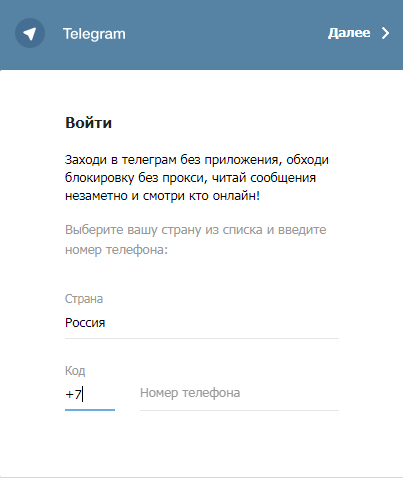 Telegram
Далее
Войти
Заходи в телеграм без приложения, обходи
блокировку без прокси, читай сообщения
незаметно и смотри кто онлайн!
Выберите вашу страну из списка и введите
номер телефона:
Страна
Россия
Код
+7
Номер телефона